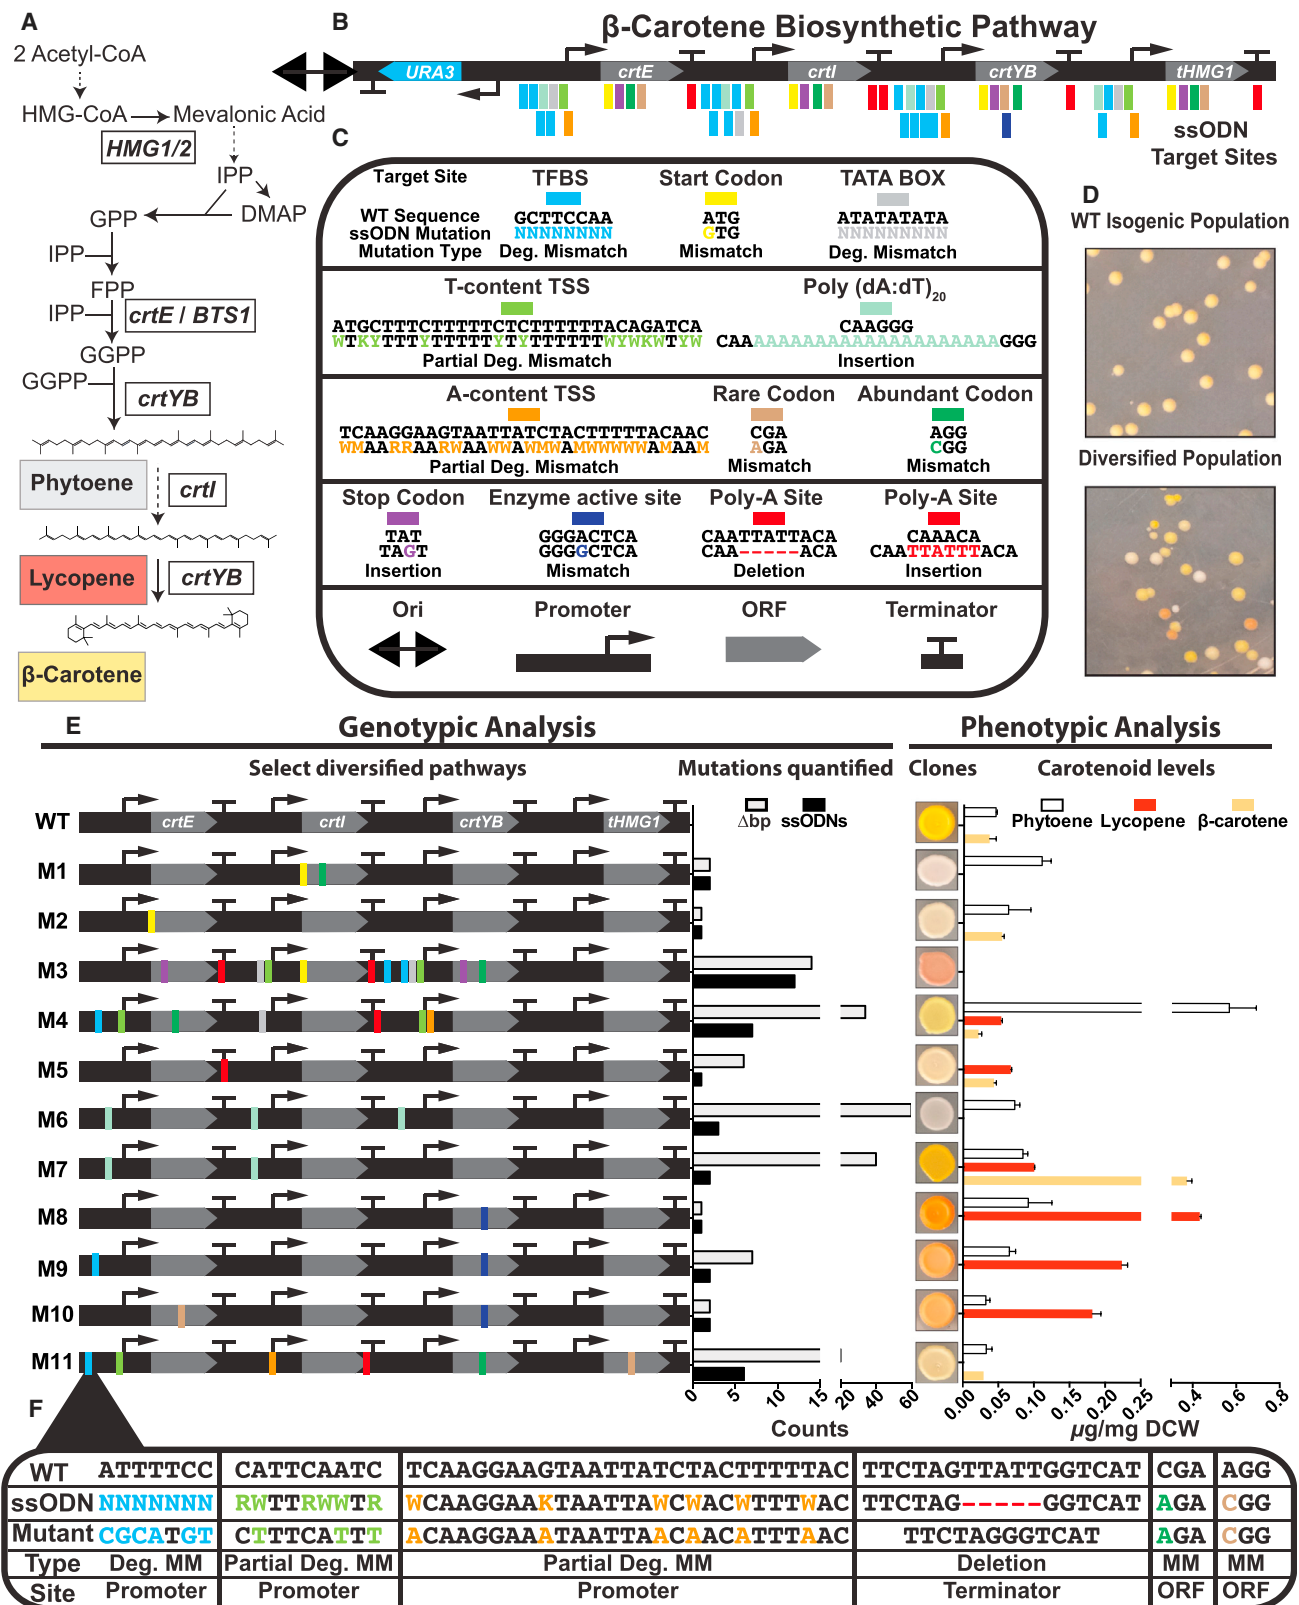 A
2 Acetyl-CoA
HMG-CoA
Mevalonic Acid
HMG1/2
IPP
GPP
DMAP
IPP
FPP
IPP
crtE / BTS1
GGPP
GGPP
crtYB
Phytoene
crtI
Lycopene
crtYB
β-Carotene
B
β-Carotene Biosynthetic Pathway
URA3
crtE
crtI
crtYB
tHMG1
ssODN
Target Sites
C
Target Site
TFBS
Start Codon
TATA BOX
WT Sequence
GCTTCCAA
ATG
ATATATATA
ssODN Mutation
NNNNNNNN
GTG
NNNNNNNNN
Mutation Type
Deg. Mismatch
Mismatch
Deg. Mismatch
T-content TSS
Poly (dA:dT)20
ATGCTTTCTTTTTCTCTTTTTTACAGATCA
CAAGGG
WTKYTTTYTTTTTYTYTTTTTTWYWKWTYW
CAAAAAAAAAAAAAAAAAAAAAAAGGG
Partial Deg. Mismatch
Insertion
A-content TSS
Rare Codon
Abundant Codon
TCAAGGAAGTAATTATCTACTTTTTACAAC
CGA
AGG
WMAARRAARWAAWWAWMWAMWWWWWAMAAM
AGA
CGG
Partial Deg. Mismatch
Mismatch
Mismatch
Stop Codon
Enzyme active site
Poly-A Site
Poly-A Site
TAT
GGGACTCA
CAATTATTACA
CAAACA
TAGT
GGGGCTCA
CAA-----ACA
CAATTATTTACA
Insertion
Mismatch
Deletion
Insertion
Ori
Promoter
ORF
Terminator
D
WT Isogenic Population
Diversified Population
E
Genotypic Analysis
Phenotypic Analysis
Select diversified pathways
Mutations quantified
Clones
Carotenoid levels
Δbp
ssODNs
Phytoene
Lycopene
β-carotene
WT
crtE
crtI
crtYB
tHMG1
M1
M2
M3
M4
M5
M6
M7
M8
M9
M10
M11
0 5 10 15 20 40 60
Counts
0.00 0.05 0.10 0.15 0.20 0.25 0.4 0.6 0.8
µg/mg DCW
F
WT
ATTTTCC
CATTCAATC
TCAAGGAAGTAATTATCTACTTTTTAC
TTCTAGTTATTGGTCAT
CGA
AGG
ssODN
NNNNNNN
RWTTRWWTR
WCAAGGAAKTAATTAWCWACWTTTWAC
TTCTAG-----GGTCAT
AGA
CGG
Mutant
CGCATGT
CTTTCATTT
ACAAGGAAATAATTAACAACATTTAAC
TTCTAGGGTCAT
AGA
CGG
Type
Deg. MM
Partial Deg. MM
Partial Deg. MM
Deletion
MM
MM
Site
Promoter
Promoter
Promoter
Terminator
ORF
ORF